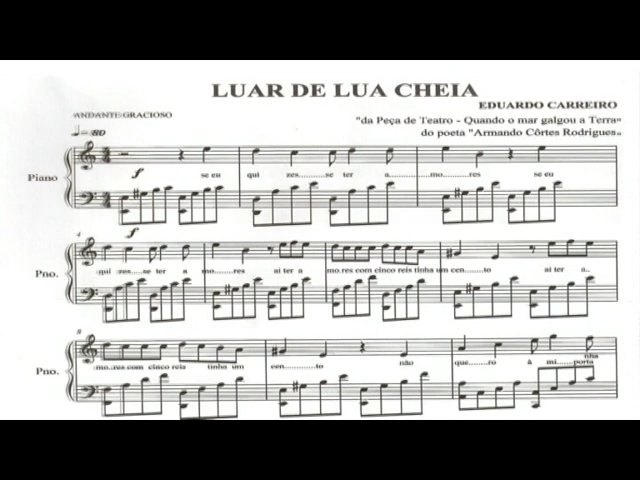 LUAR DE LUA CHEIA
EDUARDO CARREIRO
ANDANTE GRACIOSO
"da Peça de Teatro - Quando o mar galgou a Terra"
♩ = 80
do poeta "Armando Côrtes Rodrigues"
Piano
f
se eu qui zes..........se ter a...........mo.......res se eu
f
4
Pno.
qui zes.....se ter a mo......res ai ter a mo.res com cinco reis tinha um cen......to ai ter a..
8
Pno.
mo..res com cinco reis tinha um cen......to não que......ro à mi...porta
nha